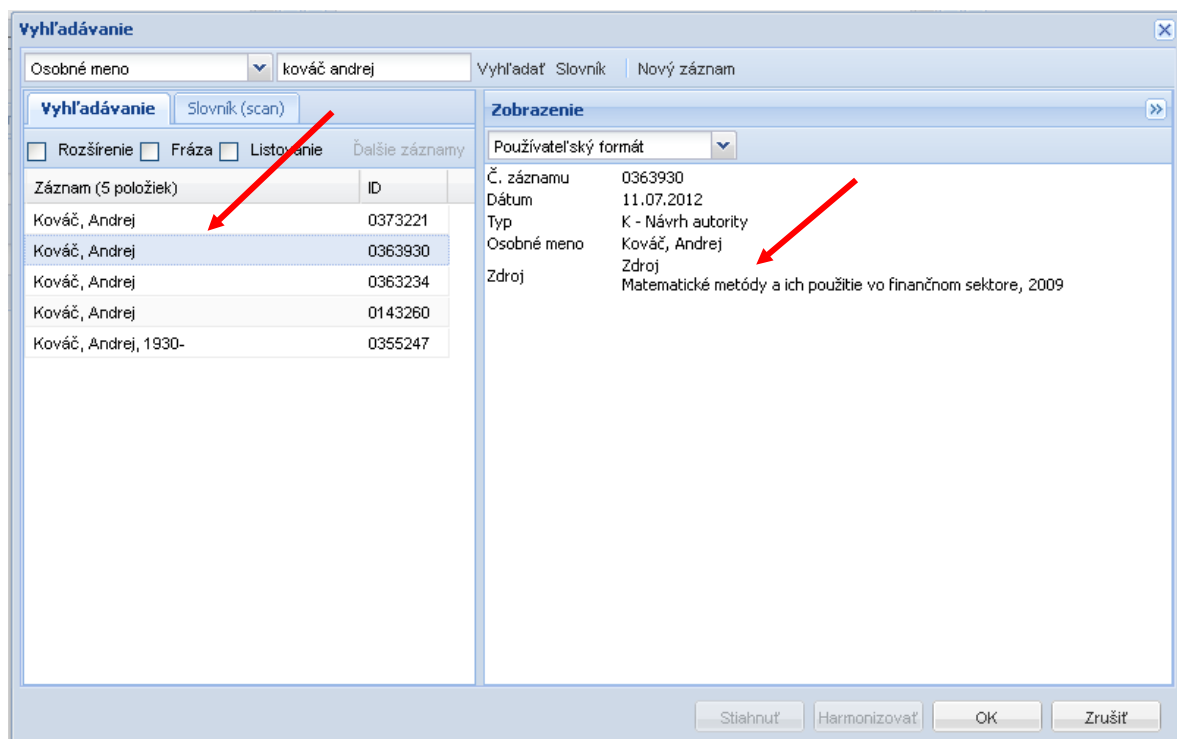 Vyhľadávanie
Osobné meno kováč andrej Vyhľadať Slovník Nový záznam
Vyhľadávanie Slovník (scan)
Rozšírenie Fráza Listovanie Ďalšie záznamy
Záznam (5 položiek) ID
Kováč, Andrej 0373221
Kováč, Andrej 0363930
Kováč, Andrej 0363234
Kováč, Andrej 0143260
Kováč, Andrej, 1930- 0355247
Zobrazenie
Používateľský formát
Č. záznamu 0363930
Dátum 11.07.2012
Typ K - Návrh autority
Osobné meno Kováč, Andrej
Zdroj Zdroj
Matematické metódy a ich použitie vo finančnom sektore, 2009
Stiahnuť Harmonizovať OK Zrušiť